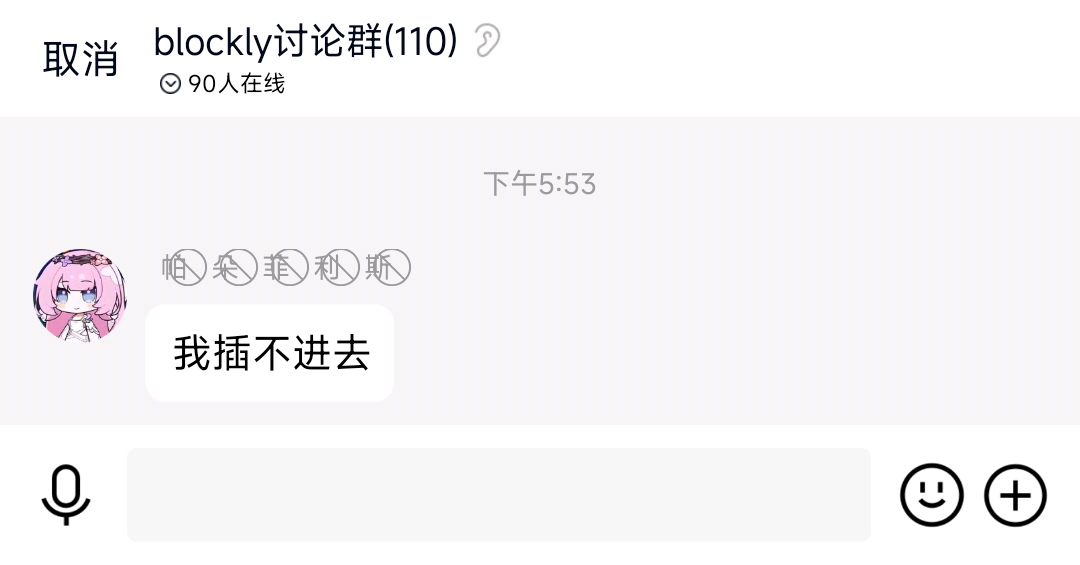 取消
blockly讨论群(110)
90人在线
下午5:53
帕⃠朵⃠菲⃠利⃠斯⃠
我插不进去